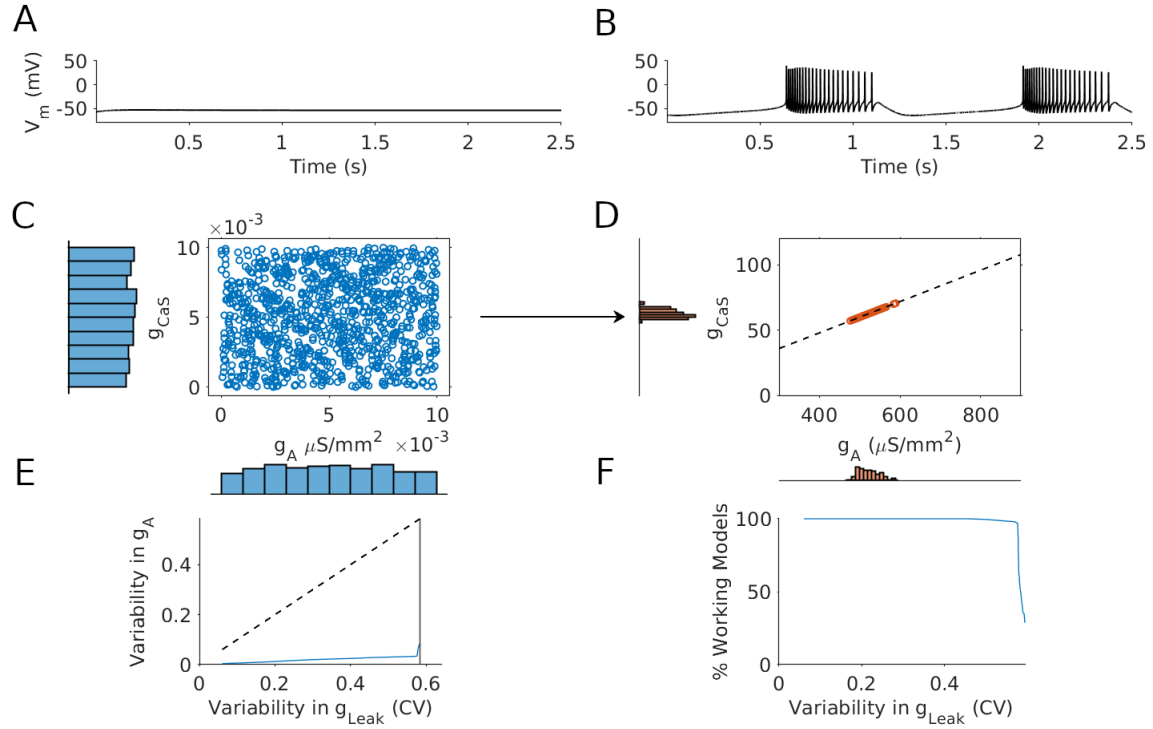 A
V_m (mV)
50
0
-50
0.5 1 1.5 2 2.5
Time (s)
B
50
0
-50
0.5 1 1.5 2 2.5
Time (s)
C
×10^-3
g_CaS
10
5
0
0 5 10
g_A μS/mm^2 ×10^-3
D
g_CaS
100
50
0
400 600 800
g_A (μS/mm^2)
E
Variability in g_A
0.4
0.2
0
0 0.2 0.4 0.6
Variability in g_Leak (CV)
F
% Working Models
100
50
0
0 0.2 0.4
Variability in g_Leak (CV)